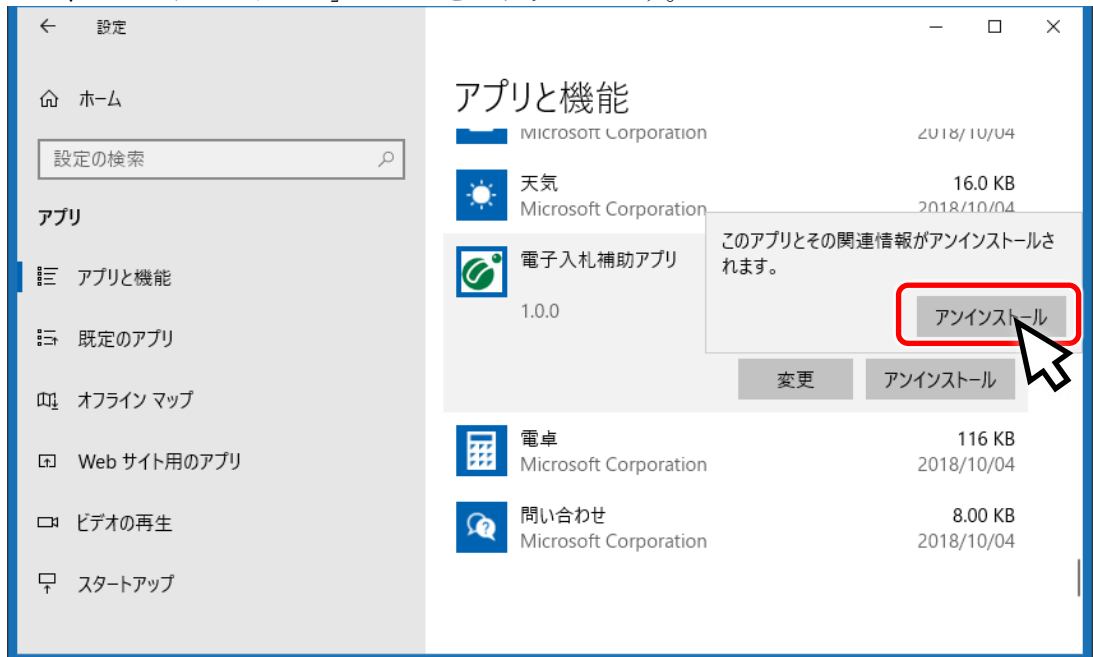 設定
ホーム
設定の検索
アプリ
アプリと機能
既定のアプリ
オフライン マップ
Web サイト用のアプリ
ビデオの再生
スタートアップ
アプリと機能
Microsoft Corporation 2018/10/04
天気 16.0 KB
Microsoft Corporation 2018/10/04
電子入札補助アプリ
1.0.0
このアプリとその関連情報がアンインストールさ
れます。
アンインストール
変更 アンインストール
電卓 116 KB
Microsoft Corporation 2018/10/04
問い合わせ 8.00 KB
Microsoft Corporation 2018/10/04